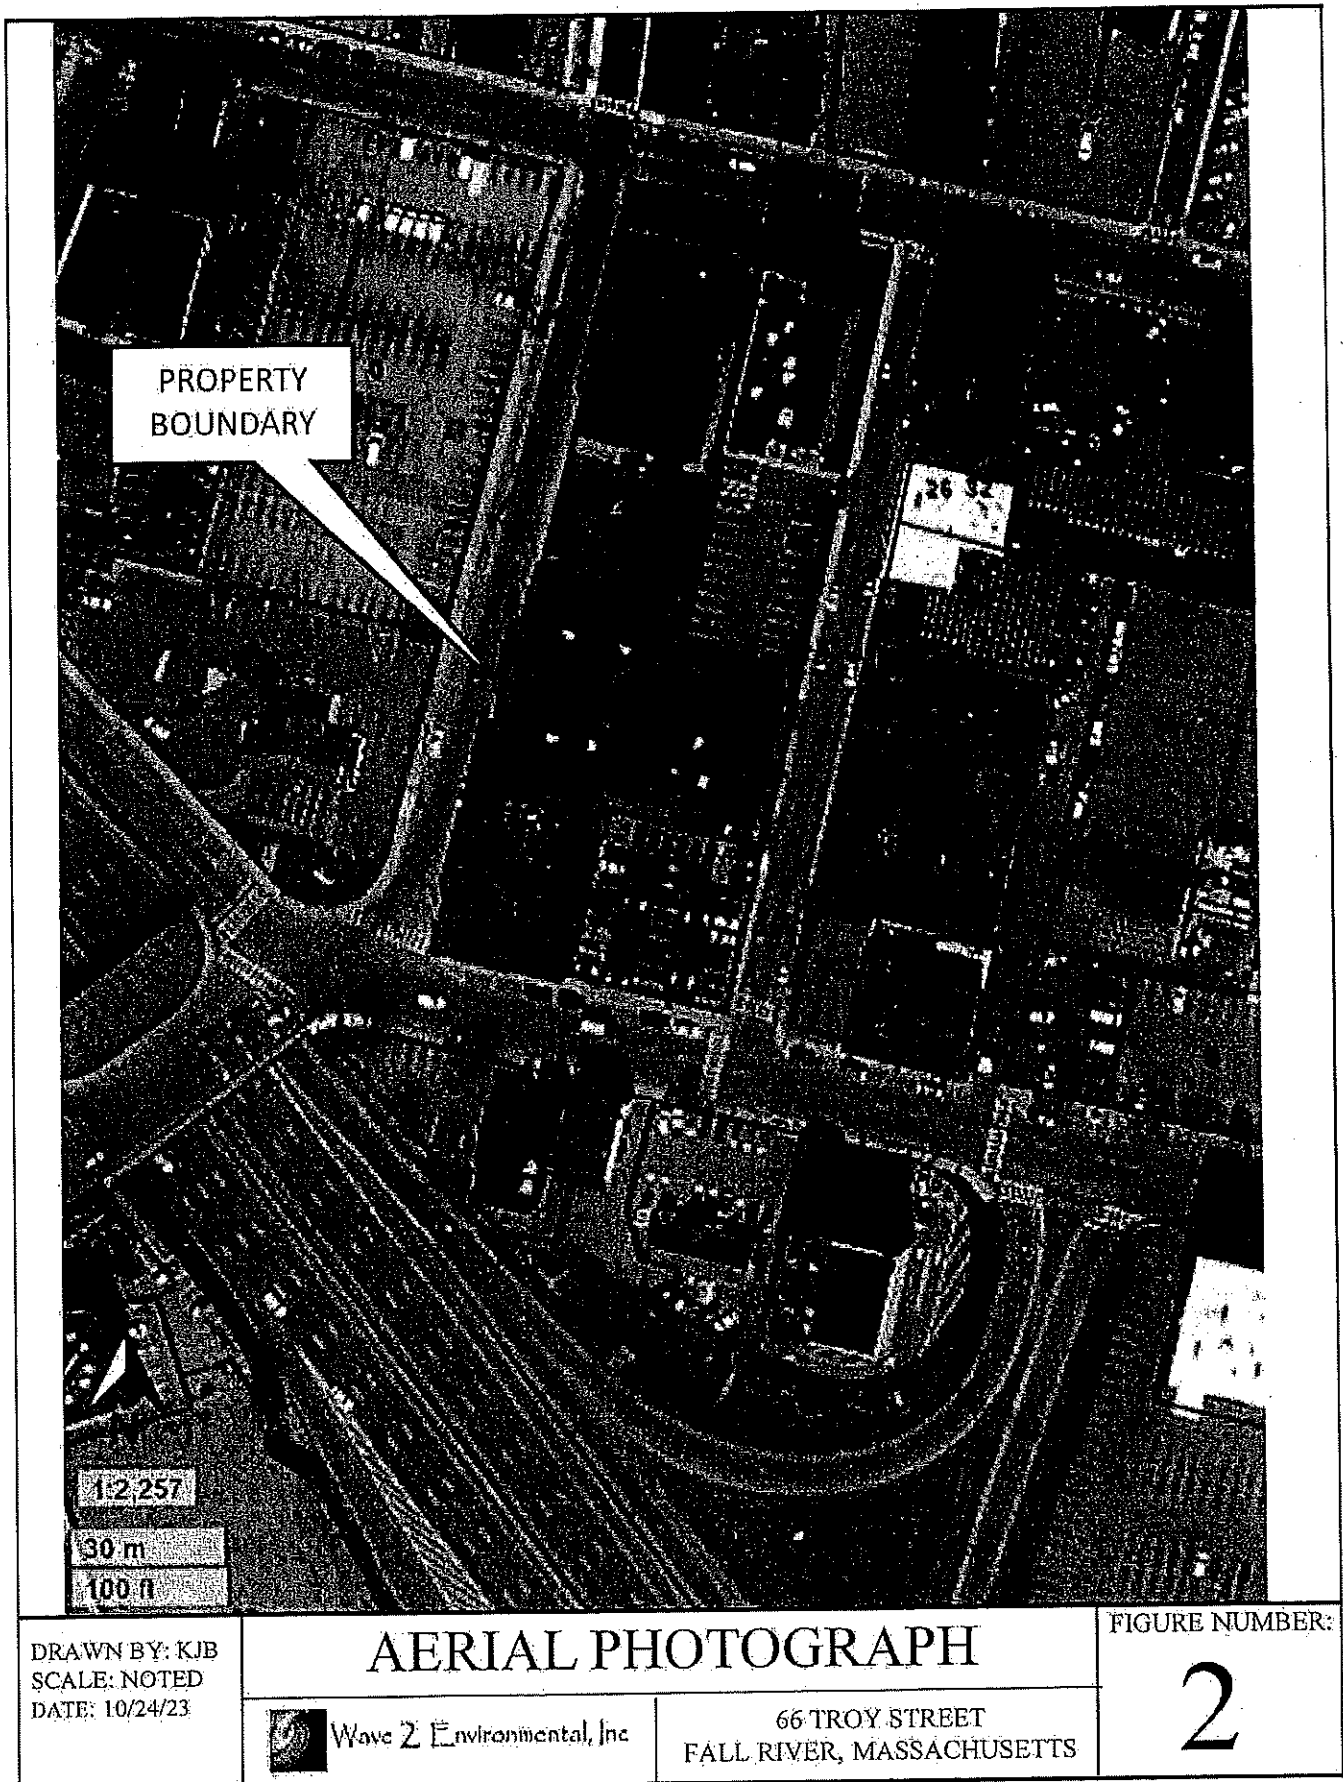 PROPERTY
BOUNDARY
1:2,257
30 m
100 ft
DRAWN BY: KJB
SCALE: NOTED
DATE: 10/24/23
AERIAL PHOTOGRAPH
Wave 2 Environmental, Inc
66 TROY STREET
FALL RIVER, MASSACHUSETTS
FIGURE NUMBER:
2